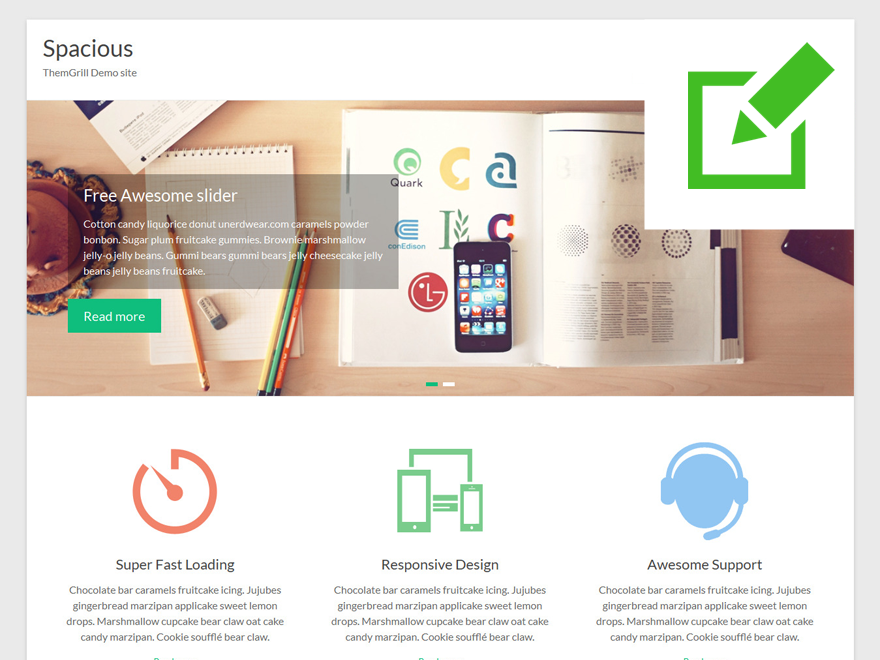 Spacious
ThemGrill Demo site
Free Awesome slider
Cotton candy liquorice donut unerdwear.com caramels powder
bonbon. Sugar plum fruitcake gummies. Brownie marshmallow
jelly-o jelly beans. Gummi bears gummi bears jelly cheesecake jelly
beans jelly beans fruitcake.
Read more
Quark
conEdison
LG
Super Fast Loading
Chocolate bar caramels fruitcake icing. Jujubes
gingerbread marzipan applicake sweet lemon
drops. Marshmallow cupcake bear claw oat cake
candy marzipan. Cookie soufflé bear claw.
Responsive Design
Chocolate bar caramels fruitcake icing. Jujubes
gingerbread marzipan applicake sweet lemon
drops. Marshmallow cupcake bear claw oat cake
candy marzipan. Cookie soufflé bear claw.
Awesome Support
Chocolate bar caramels fruitcake icing. Jujubes
gingerbread marzipan applicake sweet lemon
drops. Marshmallow cupcake bear claw oat cake
candy marzipan. Cookie soufflé bear claw.